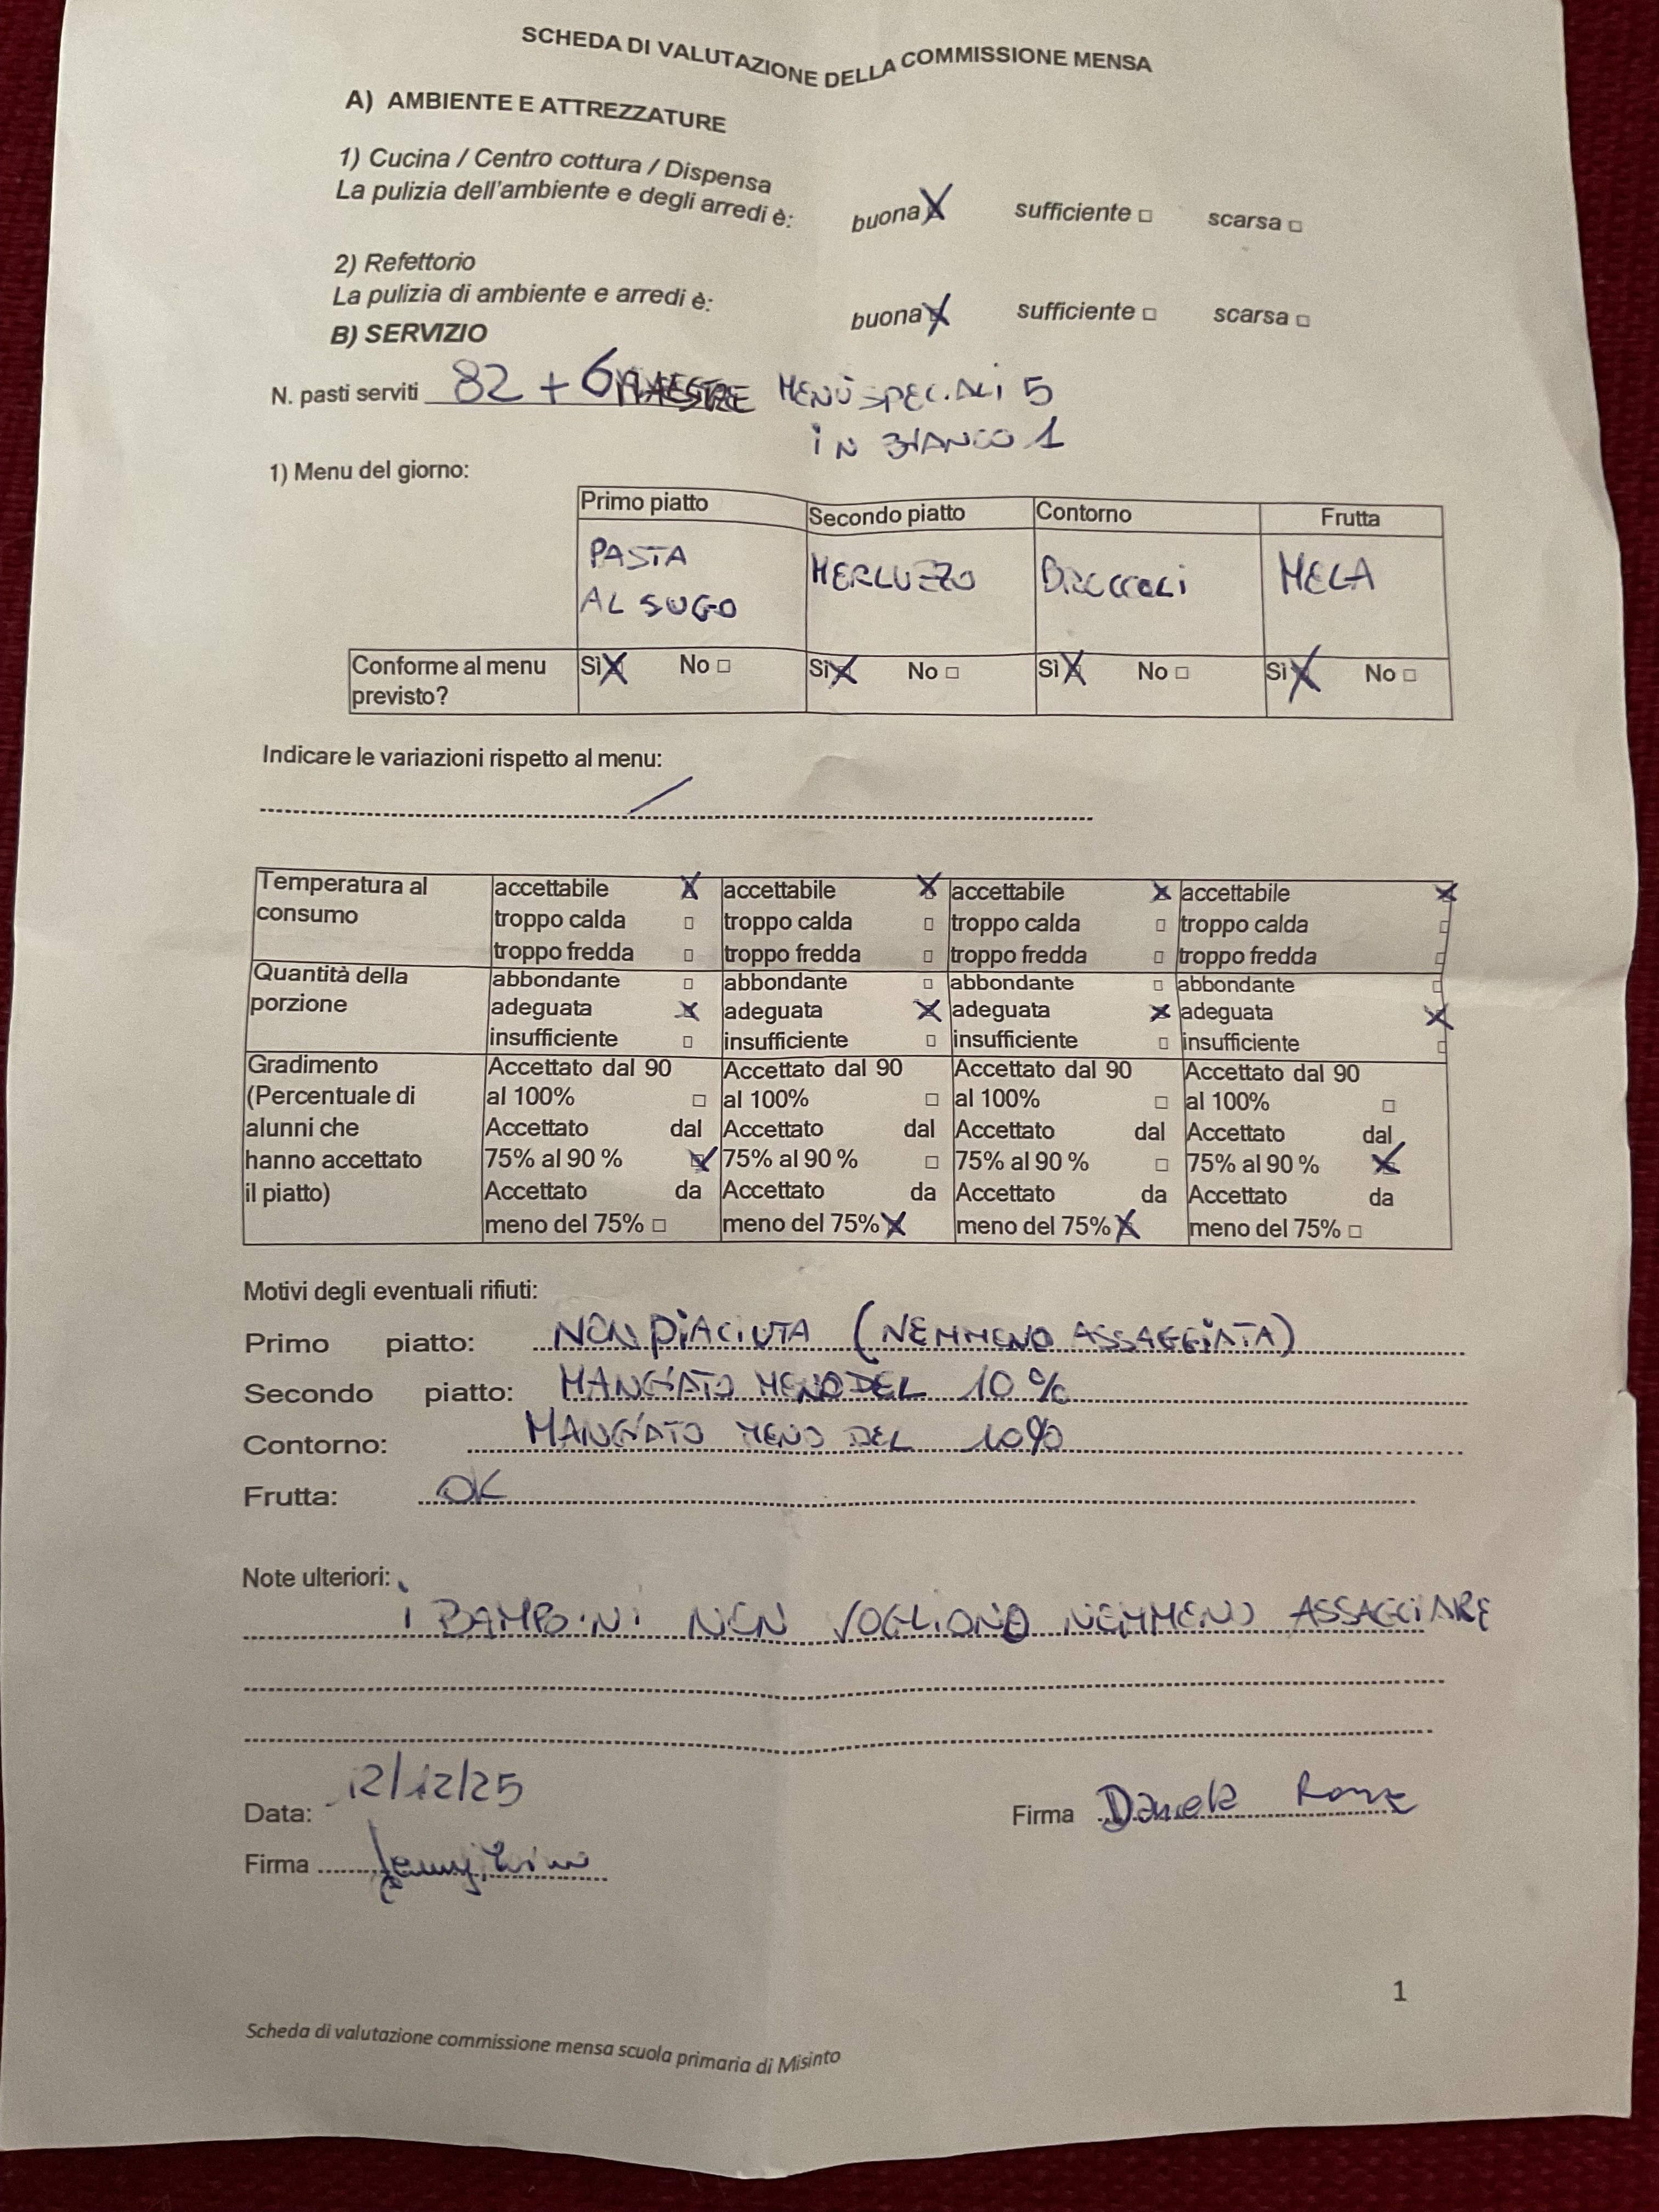 SCHEDA DI VALUTAZIONE DELLA COMMISSIONE MENSA
A) AMBIENTE E ATTREZZATURE
1) Cucina / Centro cottura / Dispensa
La pulizia dell'ambiente e degli arredi è: buona X sufficiente □ scarsa □
2) Refettorio
La pulizia di ambiente e arredi è: buona X sufficiente □ scarsa □
B) SERVIZIO
N. pasti serviti 82 + 6 MENÙ SPECIALI 5
IN BIANCO 1
1) Menu del giorno:
Primo piatto Secondo piatto Contorno Frutta
PASTA AL SUGO MERLUZZO BROCCOLI MELA
Conforme al menu previsto? Sì X No □ Sì X No □ Sì X No □ Sì X No □
Indicare le variazioni rispetto al menu:
/
Temperatura al consumo accettabile X accettabile X accettabile X accettabile X
troppo calda □ troppo calda □ troppo calda □ troppo calda □
troppo fredda □ troppo fredda □ troppo fredda □ troppo fredda □
Quantità della porzione abbondante □ abbondante □ abbondante □ abbondante □
adeguata X adeguata X adeguata X adeguata X
insufficiente □ insufficiente □ insufficiente □ insufficiente □
Gradimento Accettato dal 90 Accettato dal 90 Accettato dal 90 Accettato dal 90
(Percentuale di al 100% □ al 100% □ al 100% □ al 100% □
alunni che Accettato dal Accettato dal Accettato dal Accettato dal
hanno accettato 75% al 90 % X 75% al 90 % □ 75% al 90 % □ 75% al 90 % X
il piatto) Accettato da Accettato da Accettato da Accettato da
meno del 75% □ meno del 75% X meno del 75% X meno del 75% □
Motivi degli eventuali rifiuti:
Primo piatto: NON PIACIUTA (NEMMENO ASSAGGIATA)
Secondo piatto: MANGIATO MENO DEL 10 %
Contorno: MANGIATO MENO DEL 10%
Frutta: OK
Note ulteriori:
I BAMBINI NON VOGLIONO NEMMENO ASSAGGIARE
Data: 12/12/25 Firma
Firma
1
Scheda di valutazione commissione mensa scuola primaria di Misinto